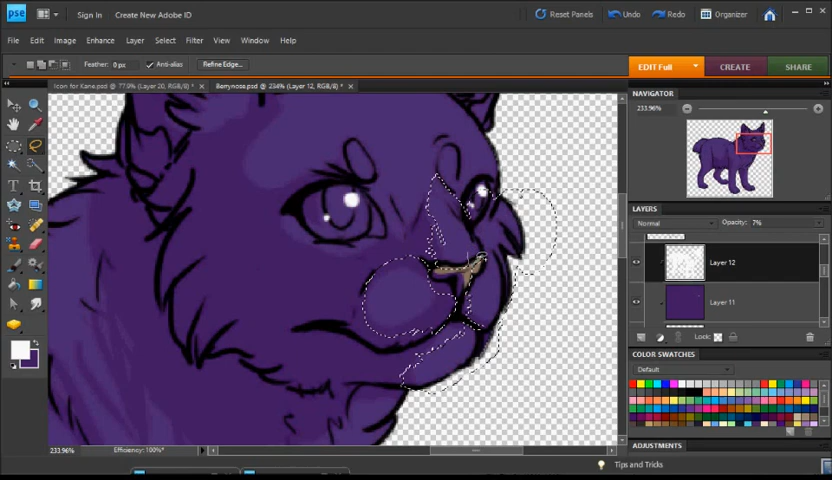 pse Sign In Create New Adobe ID Reset Panels Undo Redo Organizer
File Edit Image Enhance Layer Select Filter View Window Help
Feather: 0 px Anti-alias Refine Edge... EDIT Full CREATE SHARE
Icon for Kane.psd @ 77.9% (Layer 20, RGB/8) * × Berrynose.psd @ 234% (Layer 12, RGB/8) * ×
NAVIGATOR
233.96%
LAYERS
Normal Opacity: 7%
Layer 12
Layer 11
Lock:
COLOR SWATCHES
Default
ADJUSTMENTS
233.96% Efficiency: 100%*
Tips and Tricks